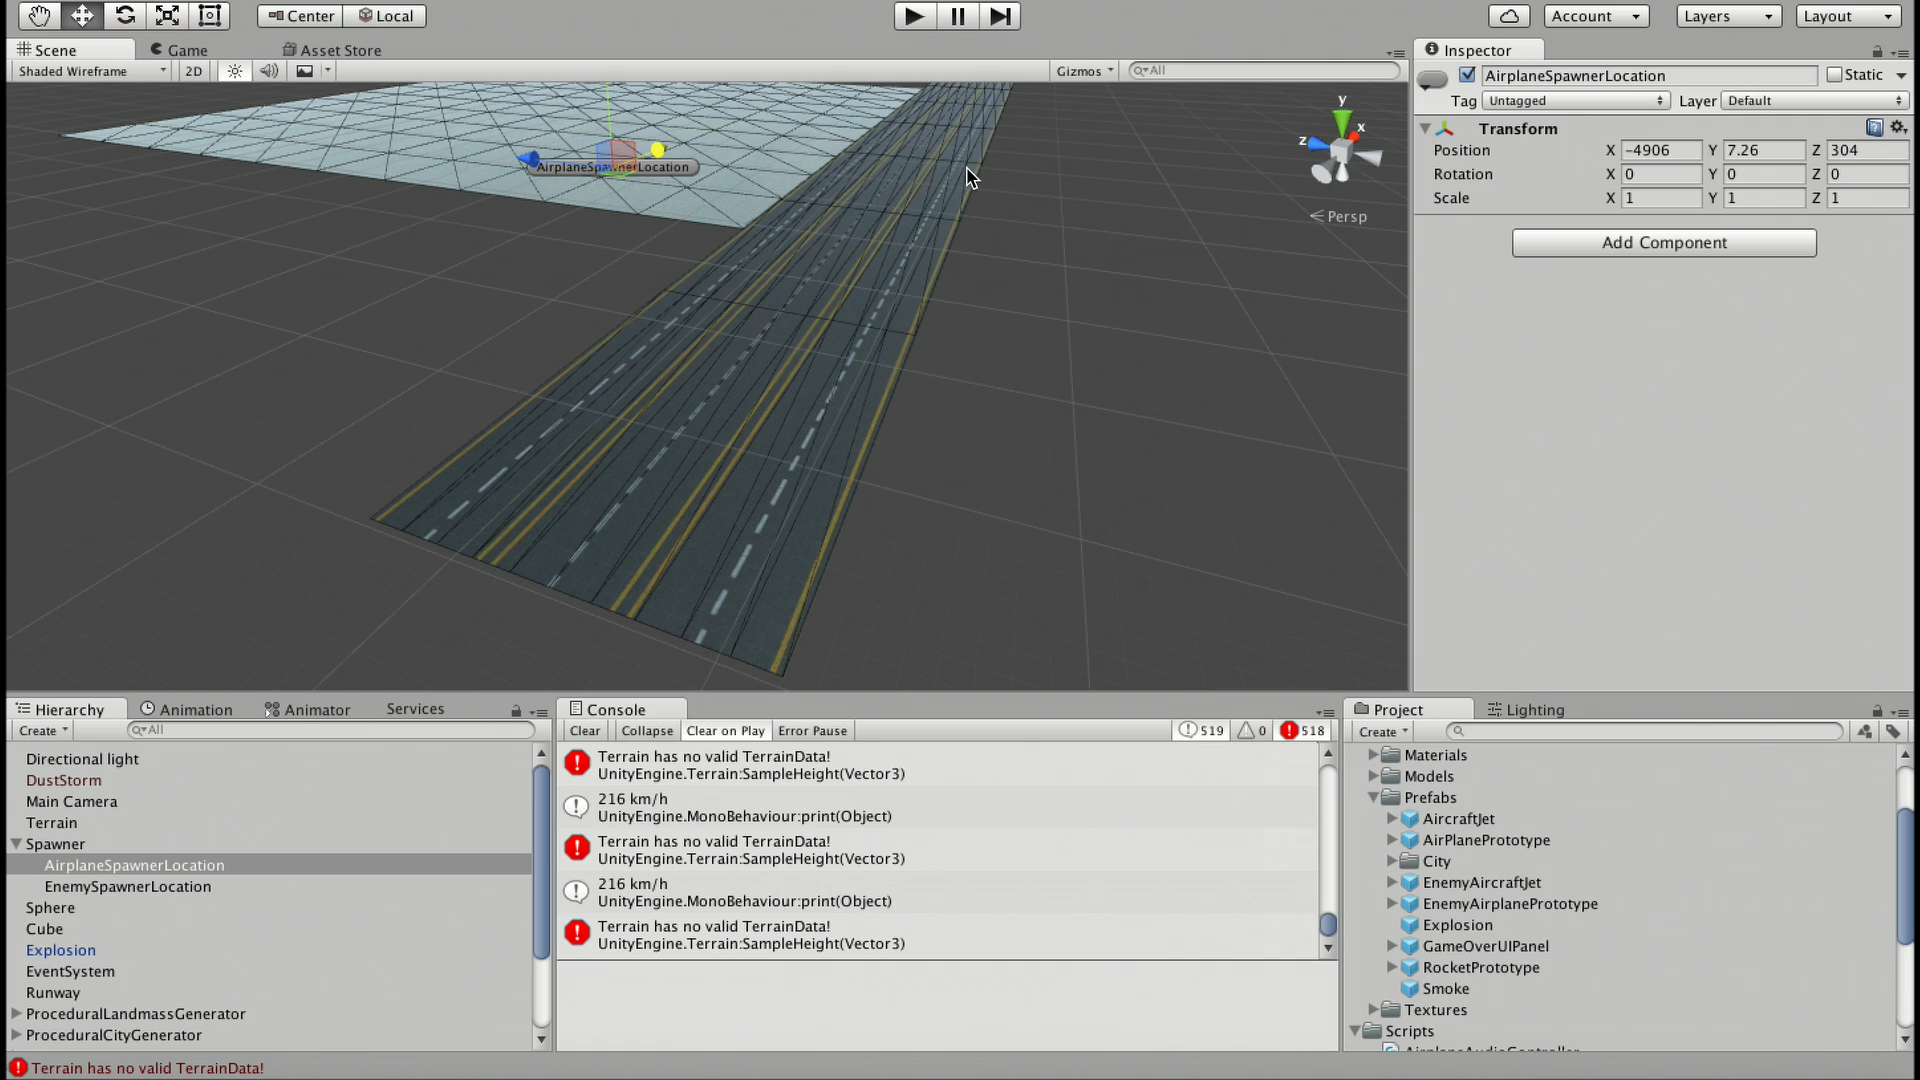 Center
Local
Account
Layers
Layout
Scene
Game
Asset Store
Inspector
Shaded Wireframe
2D
Gizmos
All
AirplaneSpawnerLocation
Static
Tag Untagged Layer Default
Transform
Position X -4906 Y 7.26 Z 304
Rotation X 0 Y 0 Z 0
Scale X 1 Y 1 Z 1
Add Component
y
x
z
Persp
AirplaneSpawnerLocation
Hierarchy
Animation
Animator
Services
Create
All
Directional light
DustStorm
Main Camera
Terrain
Spawner
AirplaneSpawnerLocation
EnemySpawnerLocation
Sphere
Cube
Explosion
EventSystem
Runway
ProceduralLandmassGenerator
ProceduralCityGenerator
Console
Clear Collapse Clear on Play Error Pause 519 0 518
Terrain has no valid TerrainData!
UnityEngine.Terrain:SampleHeight(Vector3)
216 km/h
UnityEngine.MonoBehaviour:print(Object)
Terrain has no valid TerrainData!
UnityEngine.Terrain:SampleHeight(Vector3)
216 km/h
UnityEngine.MonoBehaviour:print(Object)
Terrain has no valid TerrainData!
UnityEngine.Terrain:SampleHeight(Vector3)
Project
Lighting
Create
Materials
Models
Prefabs
AircraftJet
AirPlanePrototype
City
EnemyAircraftJet
EnemyAirplanePrototype
Explosion
GameOverUIPanel
RocketPrototype
Smoke
Textures
Scripts
AirplaneAudioController
Terrain has no valid TerrainData!